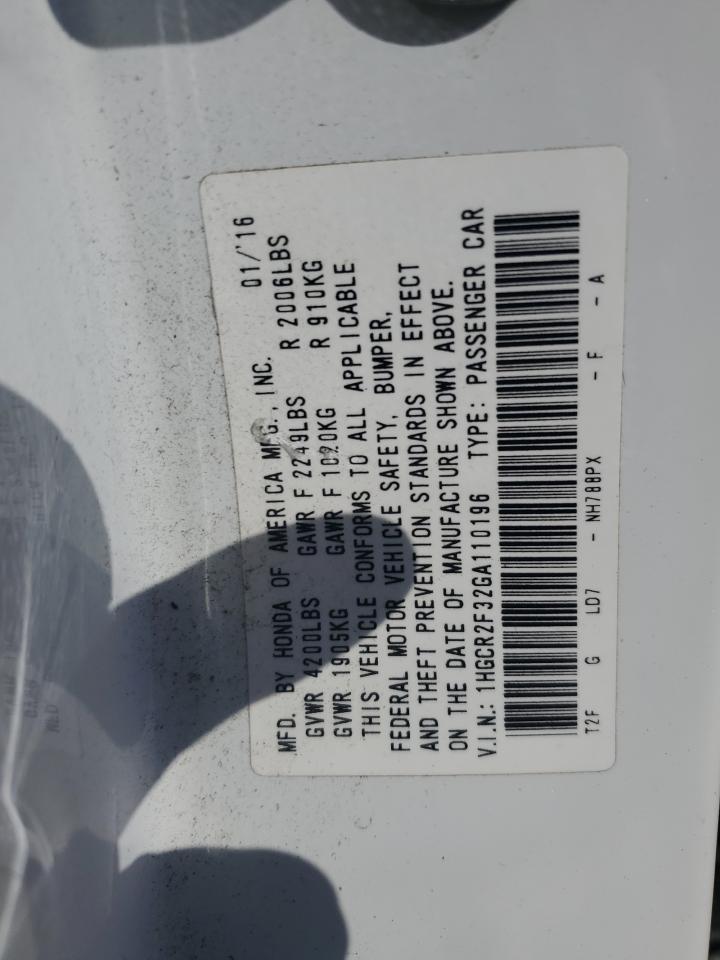 MFD. BY HONDA OF AMERICA MFG., INC. 01/'16
GVWR 4200LBS GAWR F 2249LBS R 2006LBS
GVWR 1905KG GAWR F 1020KG R 910KG
THIS VEHICLE CONFORMS TO ALL APPLICABLE
FEDERAL MOTOR VEHICLE SAFETY, BUMPER,
AND THEFT PREVENTION STANDARDS IN EFFECT
ON THE DATE OF MANUFACTURE SHOWN ABOVE.
V.I.N.: 1HGCR2F32GA110196 TYPE: PASSENGER CAR
T2F G LD7 - NH788PX - F - A